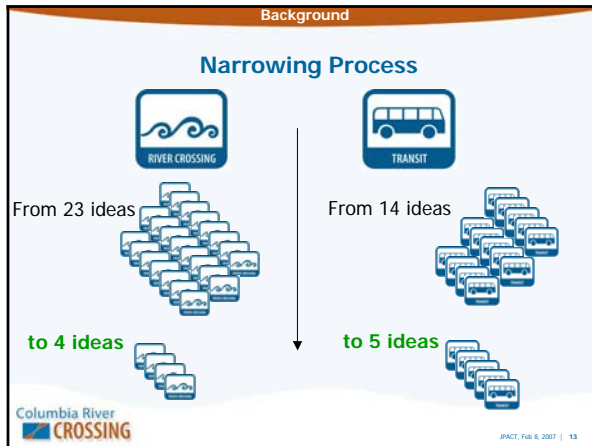 Background
Narrowing Process
RIVER CROSSING
TRANSIT
From 23 ideas
From 14 ideas
to 4 ideas
to 5 ideas
Columbia River
CROSSING
JPACT, Feb 8, 2007 | 13